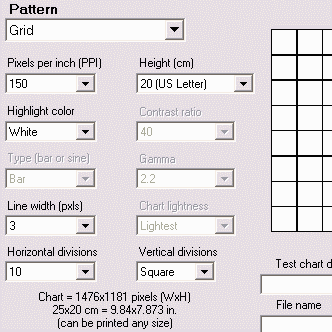 Pattern
Grid
Pixels per inch (PPI) Height (cm)
150 20 (US Letter)
Highlight color Contrast ratio
White 40
Type (bar or sine) Gamma
Bar 2.2
Line width (pxls) Chart lightness
3 Lightest
Horizontal divisions Vertical divisions
10 Square
Test chart d
Chart = 1476x1181 pixels (WxH)
25x20 cm = 9.84x7.873 in.
(can be printed any size)
File name